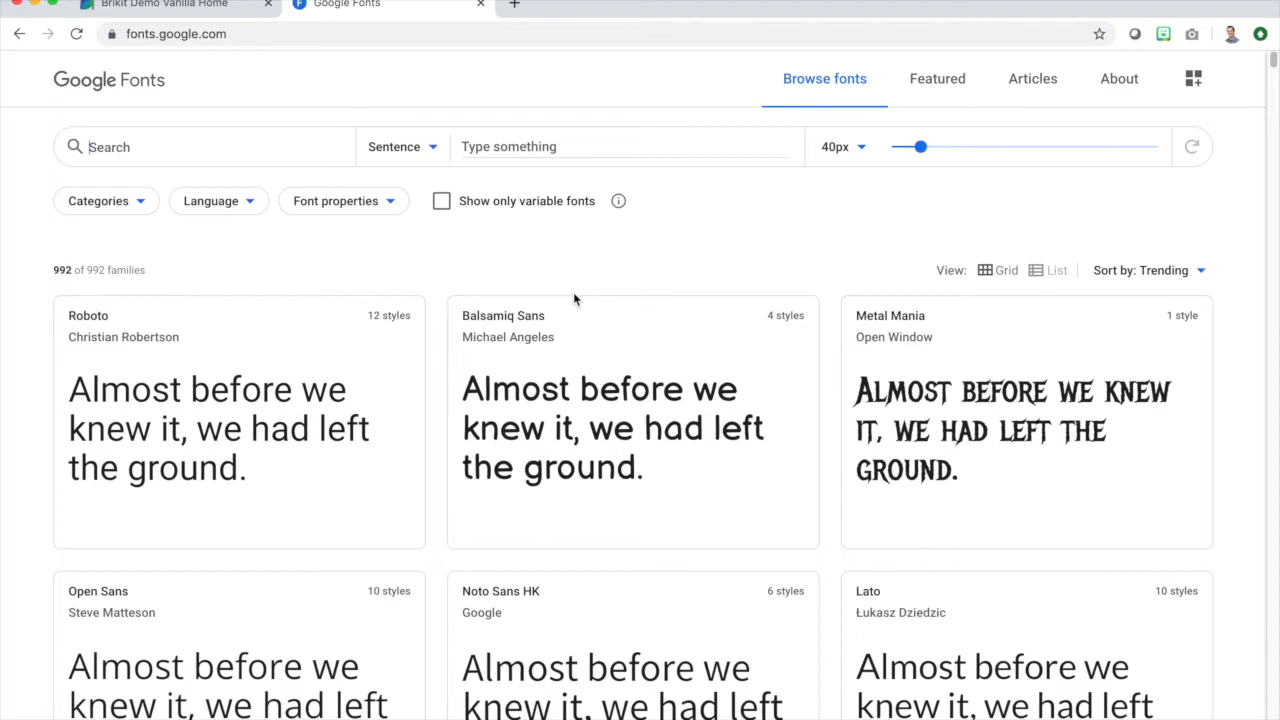 Brikit Demo Vanilla Home
Google Fonts
fonts.google.com
Google Fonts
Browse fonts
Featured
Articles
About
Search
Sentence
Type something
40px
Categories
Language
Font properties
Show only variable fonts
992 of 992 families
View:
Grid
List
Sort by: Trending
Roboto
12 styles
Christian Robertson
Almost before we
knew it, we had left
the ground.
Balsamiq Sans
4 styles
Michael Angeles
Almost before we
knew it, we had left
the ground.
Metal Mania
1 style
Open Window
Almost before we knew
it, we had left the
ground.
Open Sans
10 styles
Steve Matteson
Almost before we
knew it, we had left
Noto Sans HK
6 styles
Google
Almost before we
knew it, we had left
Lato
10 styles
Łukasz Dziedzic
Almost before we
knew it, we had left